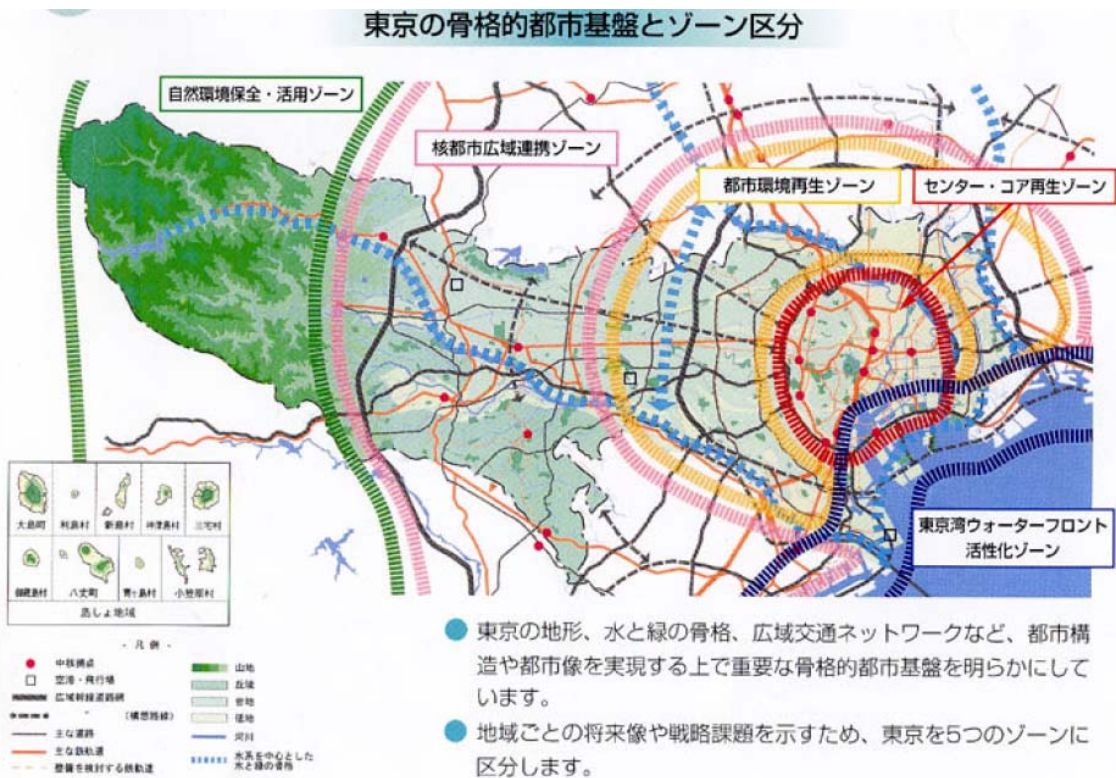 東京の骨格的都市基盤とゾーン区分
自然環境保全・活用ゾーン
核都市広域連携ゾーン
都市環境再生ゾーン
センター・コア再生ゾーン
東京湾ウォーターフロント
活性化ゾーン
大島町
利島村
新島村
神津島村
三宅村
御蔵島村
八丈町
青ヶ島村
小笠原村
島しょ地域
- 凡例 -
中核拠点
空港・飛行場
広域幹線道路網
〃 (構想路線)
主な道路
主な鉄軌道
整備を検討する鉄軌道
山地
丘陵
台地
低地
河川
水系を中心とした
水と緑の骨格
● 東京の地形、水と緑の骨格、広域交通ネットワークなど、都市構
造や都市像を実現する上で重要な骨格的都市基盤を明らかにして
います。
● 地域ごとの将来像や戦略課題を示すため、東京を5つのゾーンに
区分します。